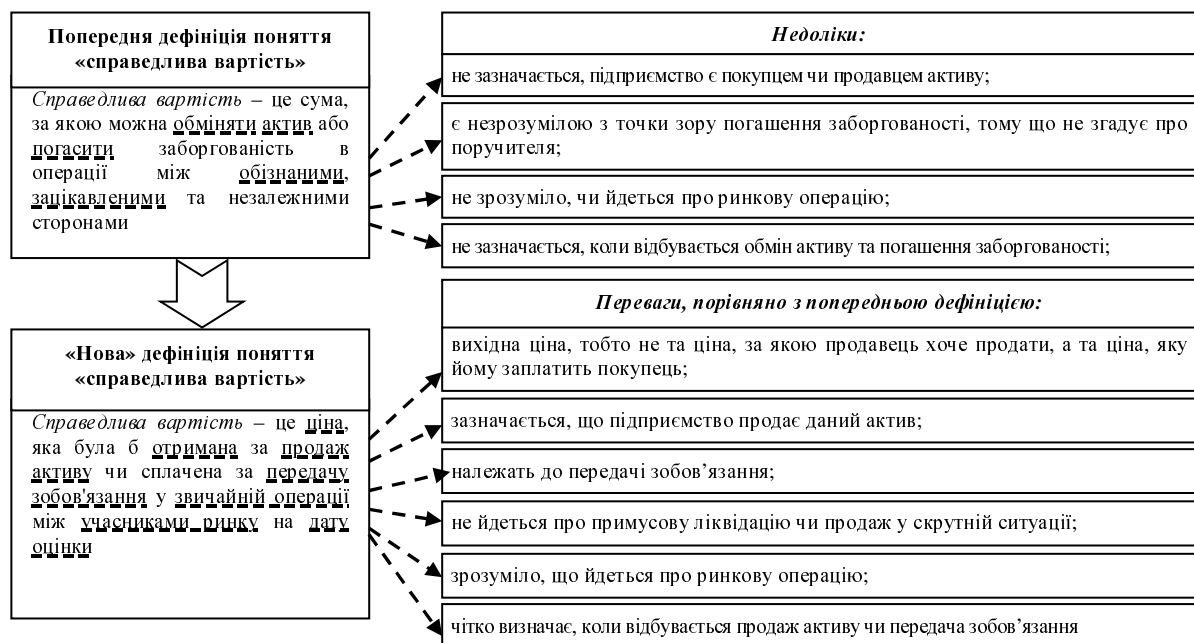 Попередня дефініція поняття
«справедлива вартість»
Справедлива вартість – це сума,
за якою можна обміняти актив або
погасити заборгованість в
операції між обізнаними,
зацікавленими та незалежними
сторонами
Недоліки:
не зазначається, підприємство є покупцем чи продавцем активу;
є незрозумілою з точки зору погашення заборгованості, тому що не згадує про
поручителя;
не зрозуміло, чи йдеться про ринкову операцію;
не зазначається, коли відбувається обмін активу та погашення заборгованості;
«Нова» дефініція поняття
«справедлива вартість»
Справедлива вартість – це ціна,
яка була б отримана за продаж
активу чи сплачена за передачу
зобов'язання у звичайній операції
між учасниками ринку на дату
оцінки
Переваги, порівняно з попередньою дефініцією:
вихідна ціна, тобто не та ціна, за якою продавець хоче продати, а та ціна, яку
йому заплатить покупець;
зазначається, що підприємство продає даний актив;
належать до передачі зобов’язання;
не йдеться про примусову ліквідацію чи продаж у скрутній ситуації;
зрозуміло, що йдеться про ринкову операцію;
чітко визначає, коли відбувається продаж активу чи передача зобов’язання